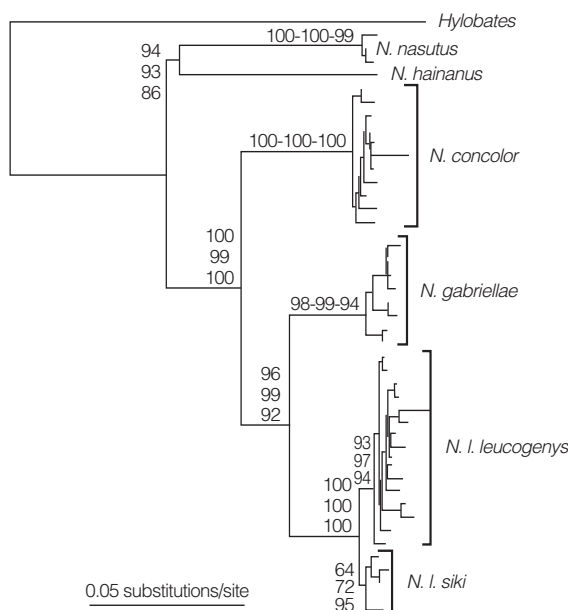 Hylobates
100-100-99
N. nasutus
94
93
86
N. hainanus
100-100-100
N. concolor
100
99
100
N. gabriellae
98-99-94
96
99
92
93
97
94
N. l. leucogenys
100
100
100
64
72
95
N. l. siki
0.05 substitutions/site